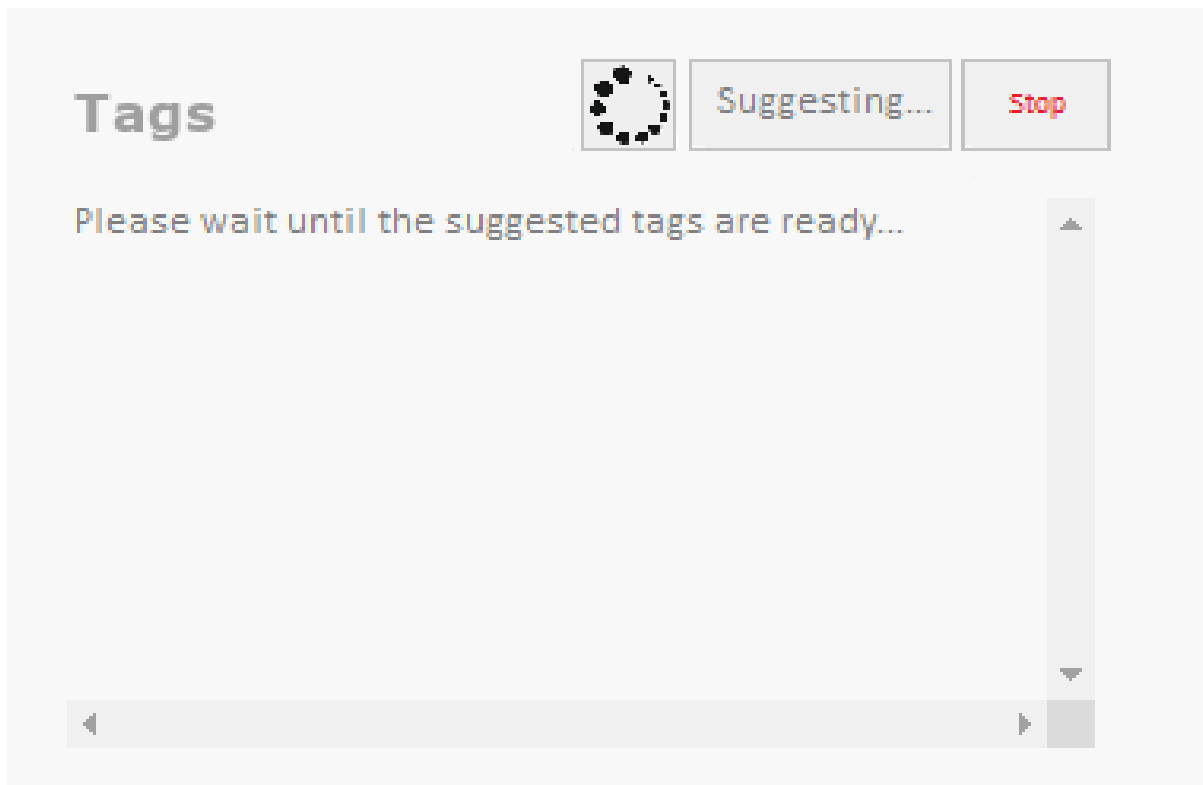 Tags
Suggesting...
Stop
Please wait until the suggested tags are ready...